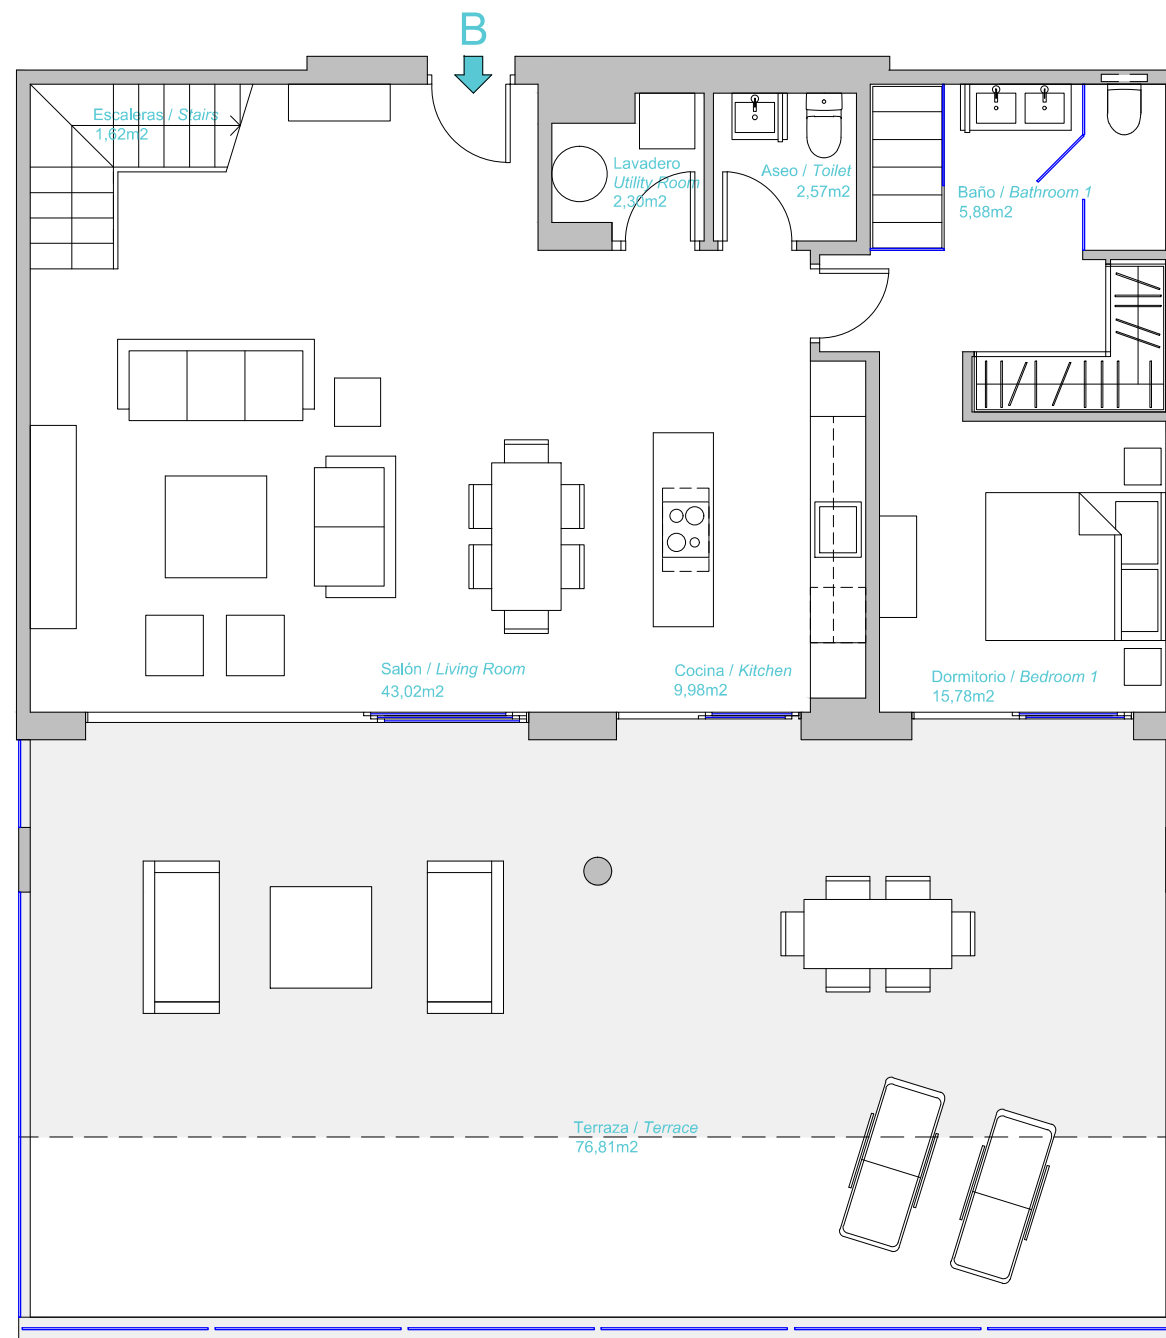 B
Escaleras / Stairs
1,62m2
Lavadero
Utility Room
2,30m2
Aseo / Toilet
2,57m2
Baño / Bathroom 1
5,88m2
Salón / Living Room
43,02m2
Cocina / Kitchen
9,98m2
Dormitorio / Bedroom 1
15,78m2
Terraza / Terrace
76,81m2